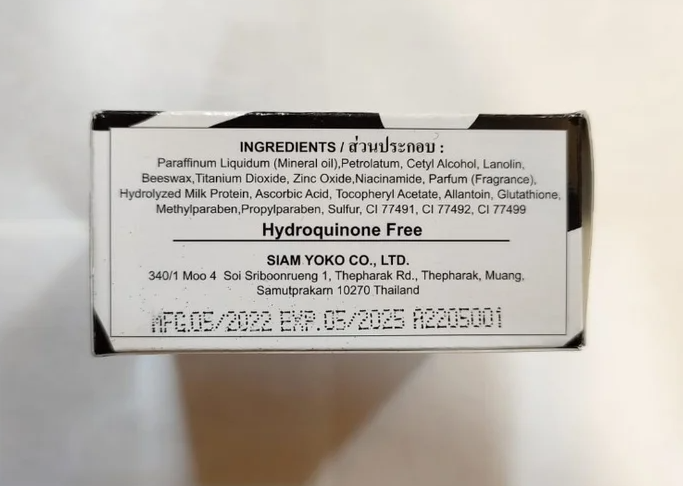 INGREDIENTS / ส่วนประกอบ :
Paraffinum Liquidum (Mineral oil),Petrolatum, Cetyl Alcohol, Lanolin,
Beeswax,Titanium Dioxide, Zinc Oxide,Niacinamide, Parfum (Fragrance),
Hydrolyzed Milk Protein, Ascorbic Acid, Tocopheryl Acetate, Allantoin, Glutathione,
Methylparaben,Propylparaben, Sulfur, CI 77491, CI 77492, CI 77499
Hydroquinone Free
SIAM YOKO CO., LTD.
340/1 Moo 4 Soi Sriboonrueng 1, Thepharak Rd., Thepharak, Muang,
Samutprakarn 10270 Thailand
MFG.05/2022 EXP.05/2025 A2205001